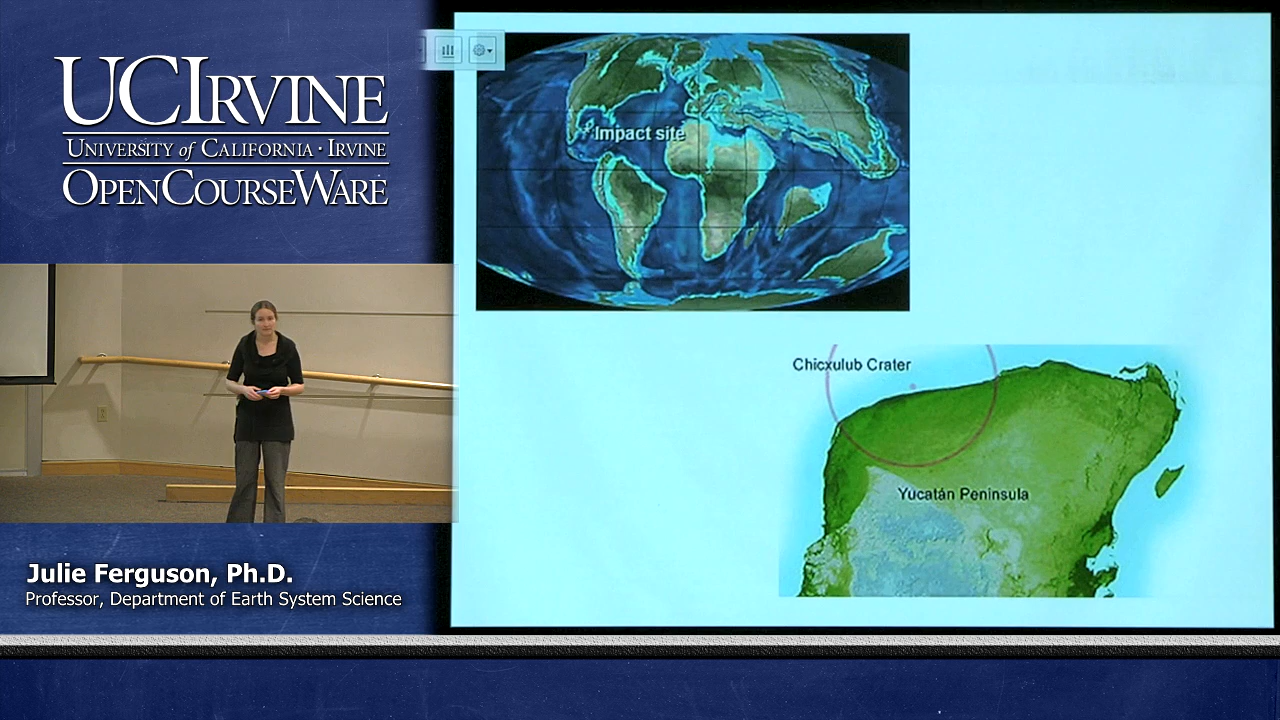 UCIRVINE
UNIVERSITY of CALIFORNIA · IRVINE
OPENCOURSEWARE
Impact site
Chicxulub Crater
Yucatán Peninsula
Julie Ferguson, Ph.D.
Professor, Department of Earth System Science